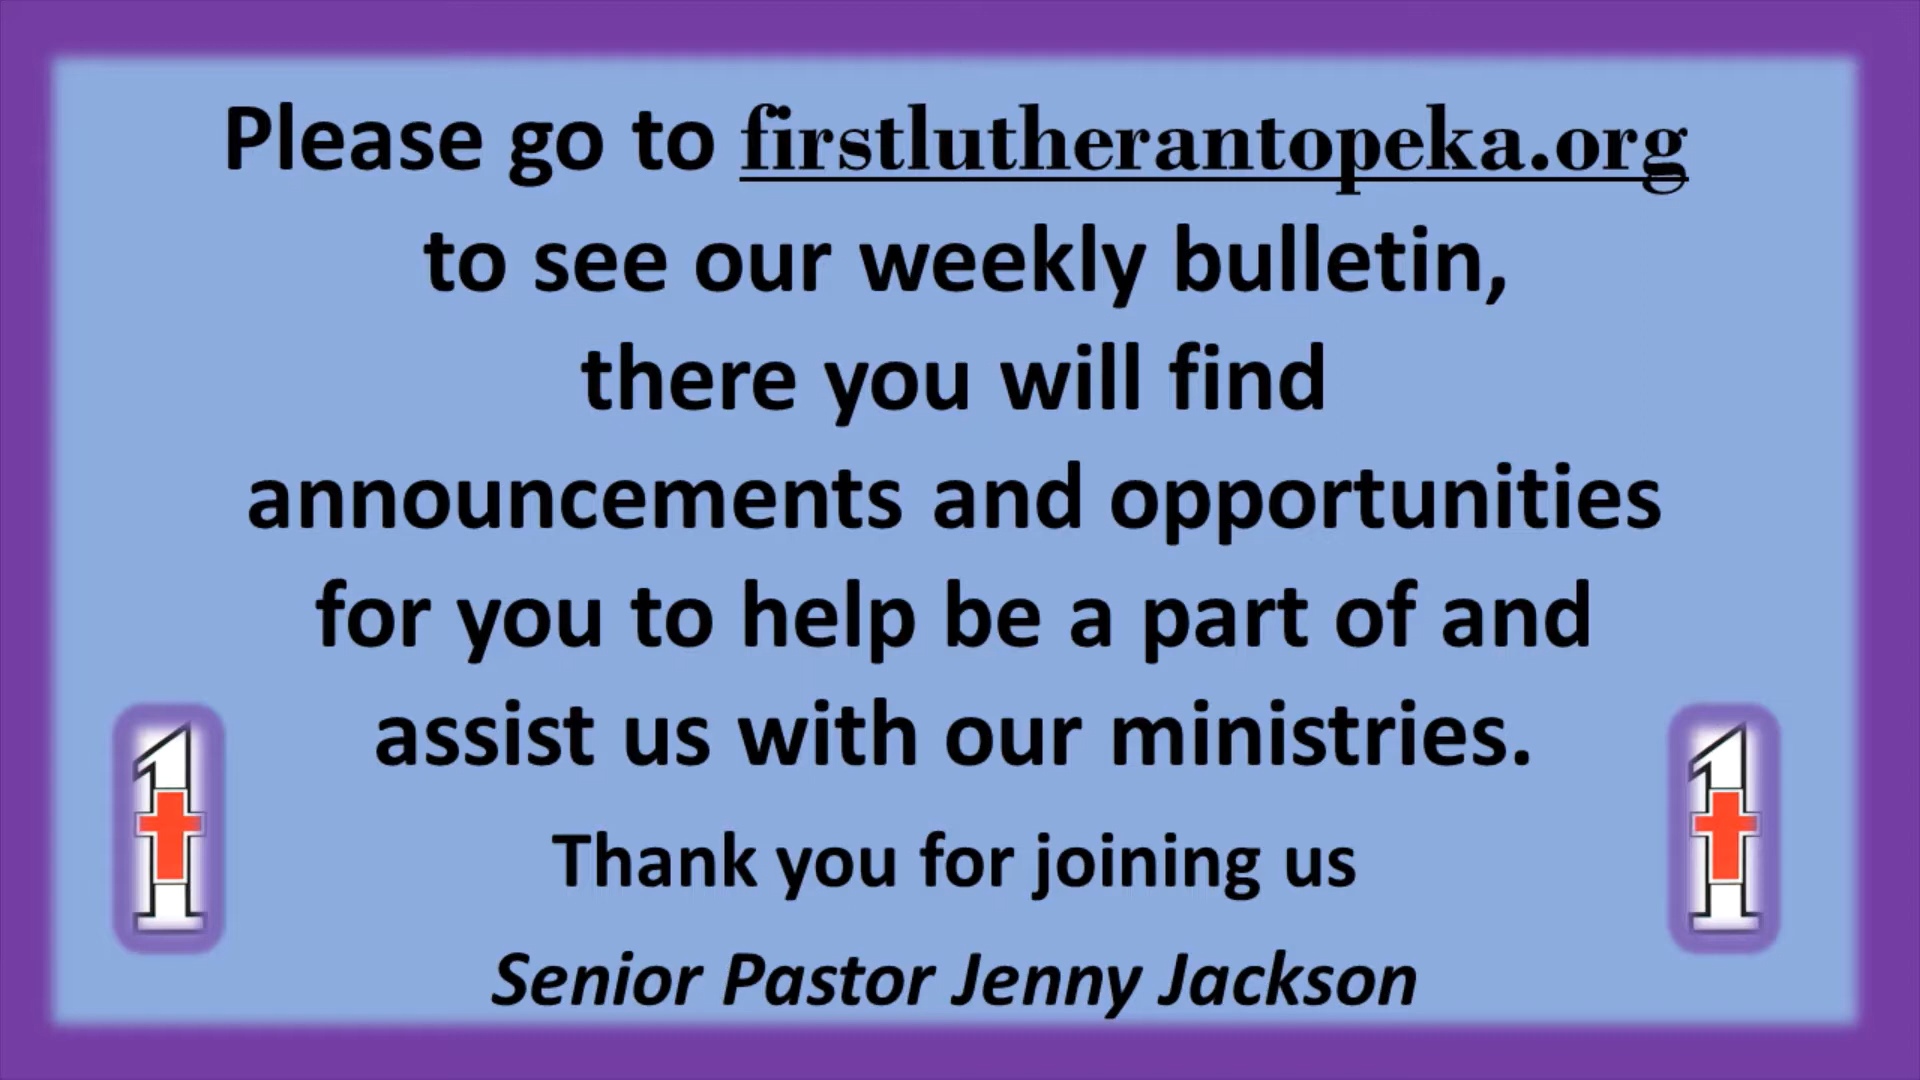 Please go to firstlutherantopeka.org
to see our weekly bulletin,
there you will find
announcements and opportunities
for you to help be a part of and
assist us with our ministries.
Thank you for joining us
Senior Pastor Jenny Jackson
1
1